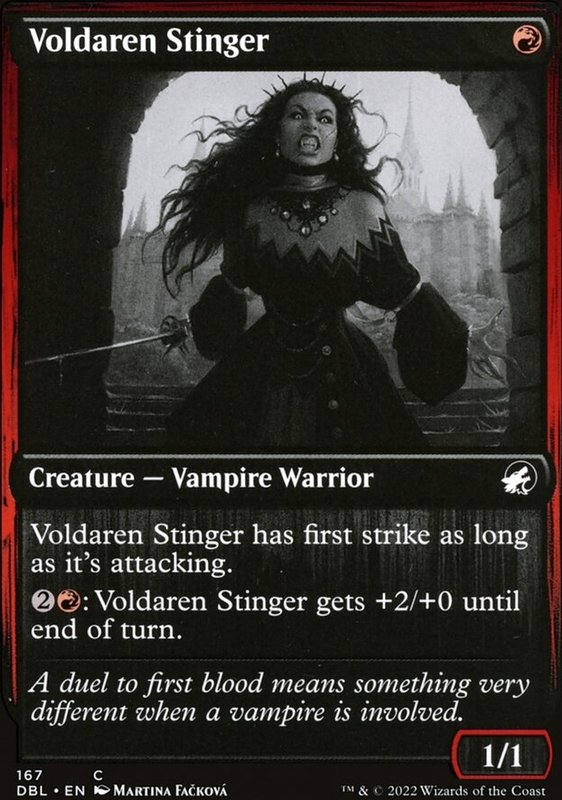 Voldaren Stinger
Creature — Vampire Warrior
Voldaren Stinger has first strike as long
as it's attacking.
2: Voldaren Stinger gets +2/+0 until
end of turn.
A duel to first blood means something very
different when a vampire is involved.
1/1
167 C
DBL • EN Martina Fačková
™ & © 2022 Wizards of the Coast